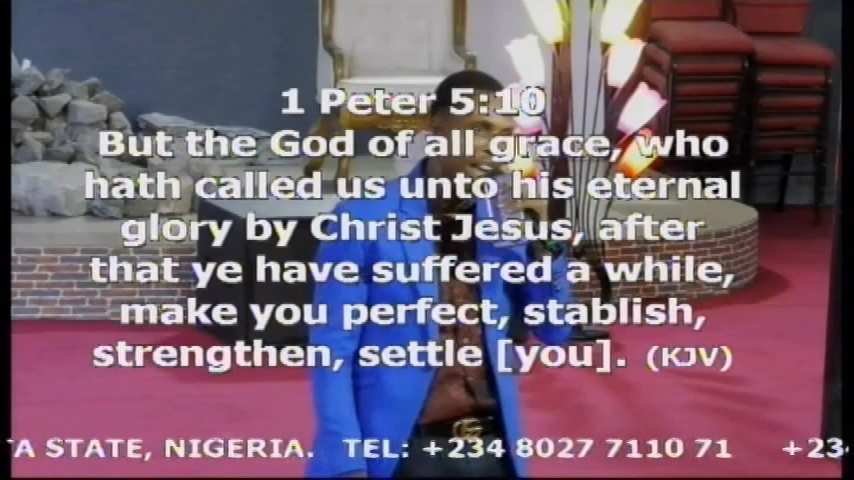 1 Peter 5:10
But the God of all grace, who
hath called us unto his eternal
glory by Christ Jesus, after
that ye have suffered a while,
make you perfect, stablish,
strengthen, settle [you]. (KJV)
A STATE, NIGERIA. TEL: +234 8027 7110 71 +234